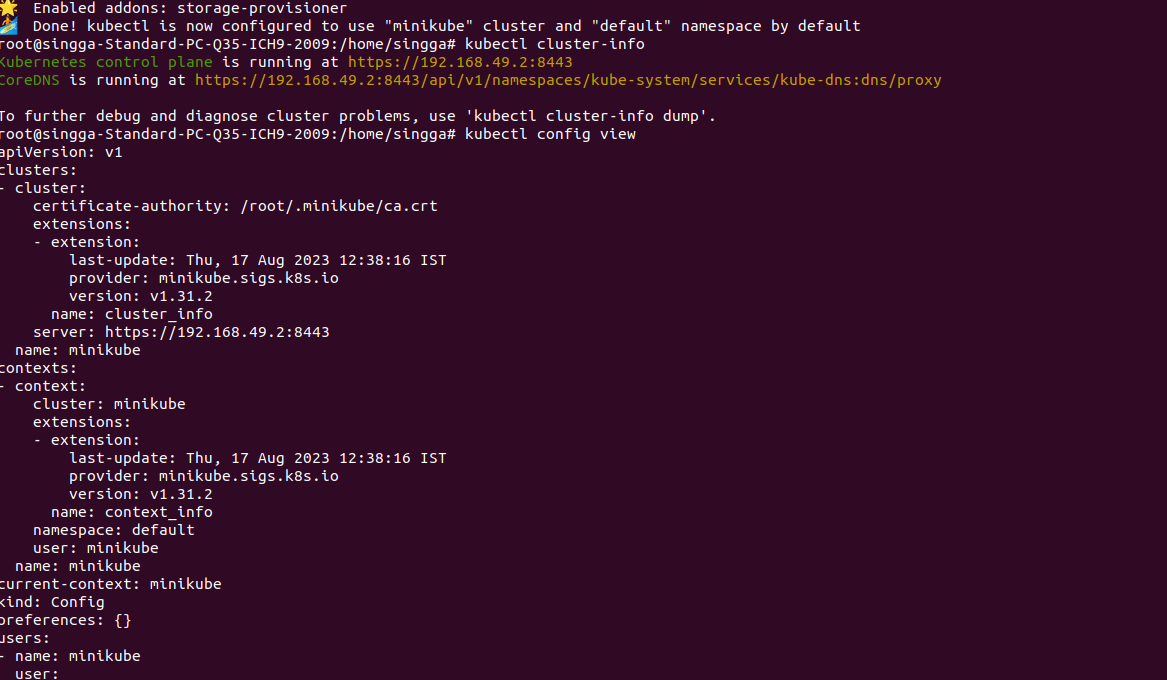 Enabled addons: storage-provisioner
Done! kubectl is now configured to use "minikube" cluster and "default" namespace by default
root@singga-Standard-PC-Q35-ICH9-2009:/home/singga# kubectl cluster-info
Kubernetes control plane is running at https://192.168.49.2:8443
CoreDNS is running at https://192.168.49.2:8443/api/v1/namespaces/kube-system/services/kube-dns:dns/proxy

To further debug and diagnose cluster problems, use 'kubectl cluster-info dump'.
root@singga-Standard-PC-Q35-ICH9-2009:/home/singga# kubectl config view
apiVersion: v1
clusters:
- cluster:
    certificate-authority: /root/.minikube/ca.crt
    extensions:
    - extension:
        last-update: Thu, 17 Aug 2023 12:38:16 IST
        provider: minikube.sigs.k8s.io
        version: v1.31.2
      name: cluster_info
    server: https://192.168.49.2:8443
  name: minikube
contexts:
- context:
    cluster: minikube
    extensions:
    - extension:
        last-update: Thu, 17 Aug 2023 12:38:16 IST
        provider: minikube.sigs.k8s.io
        version: v1.31.2
      name: context_info
    namespace: default
    user: minikube
  name: minikube
current-context: minikube
kind: Config
preferences: {}
users:
- name: minikube
  user: